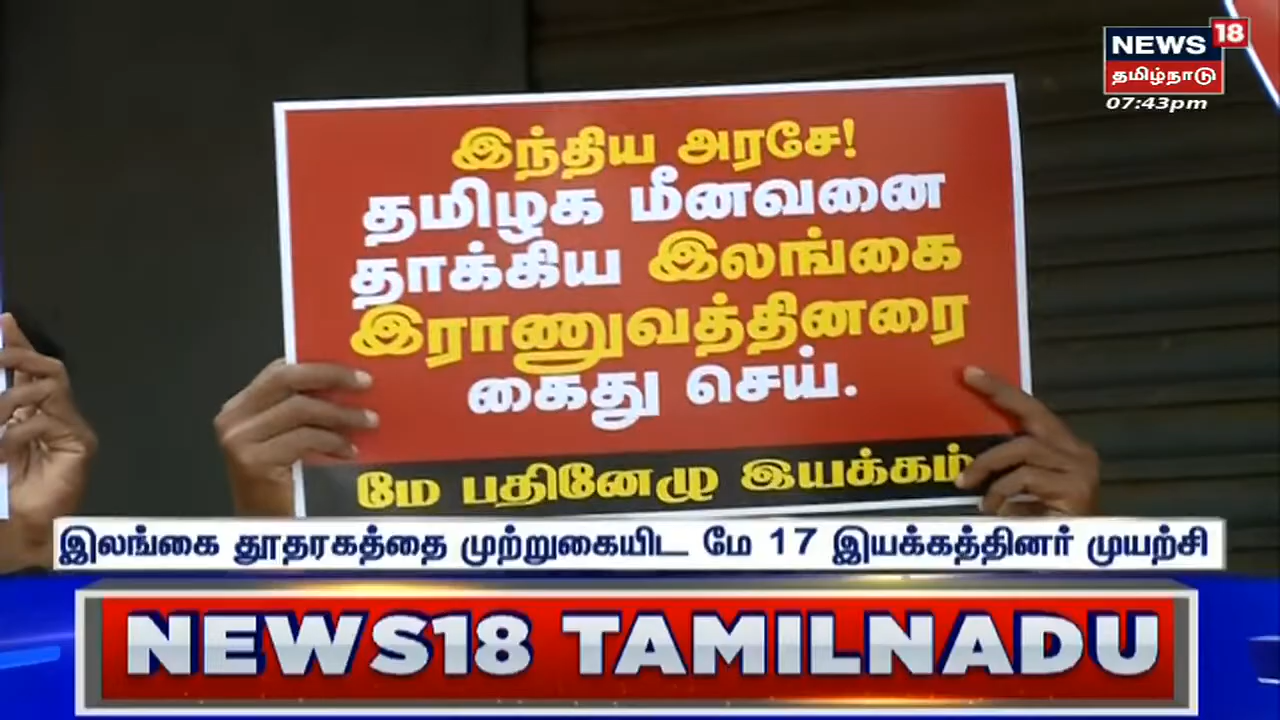 NEWS 18
தமிழ்நாடு
07:43pm
இந்திய அரசே!
தமிழக மீனவனை
தாக்கிய இலங்கை
இராணுவத்தினரை
கைது செய்.
மே பதினேழு இயக்கம்
இலங்கை தூதரகத்தை முற்றுகையிட மே 17 இயக்கத்தினர் முயற்சி
NEWS18 TAMILNADU